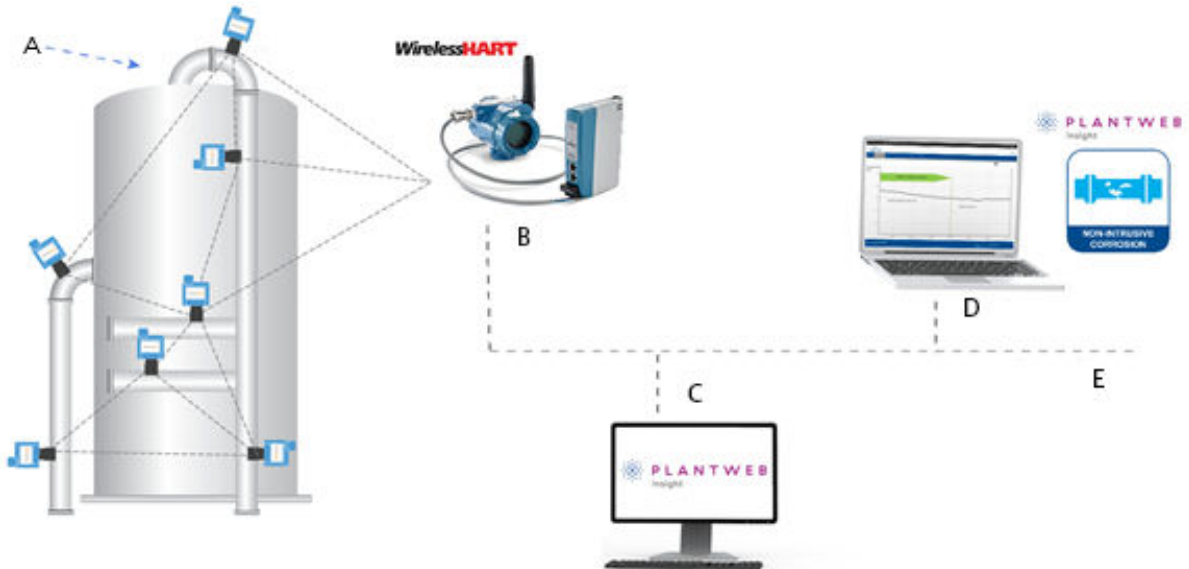 A
WirelessHART
B
PLANTWEB
Insight
NON-INTRUSIVE
CORROSION
D
E
C
PLANTWEB
Insight